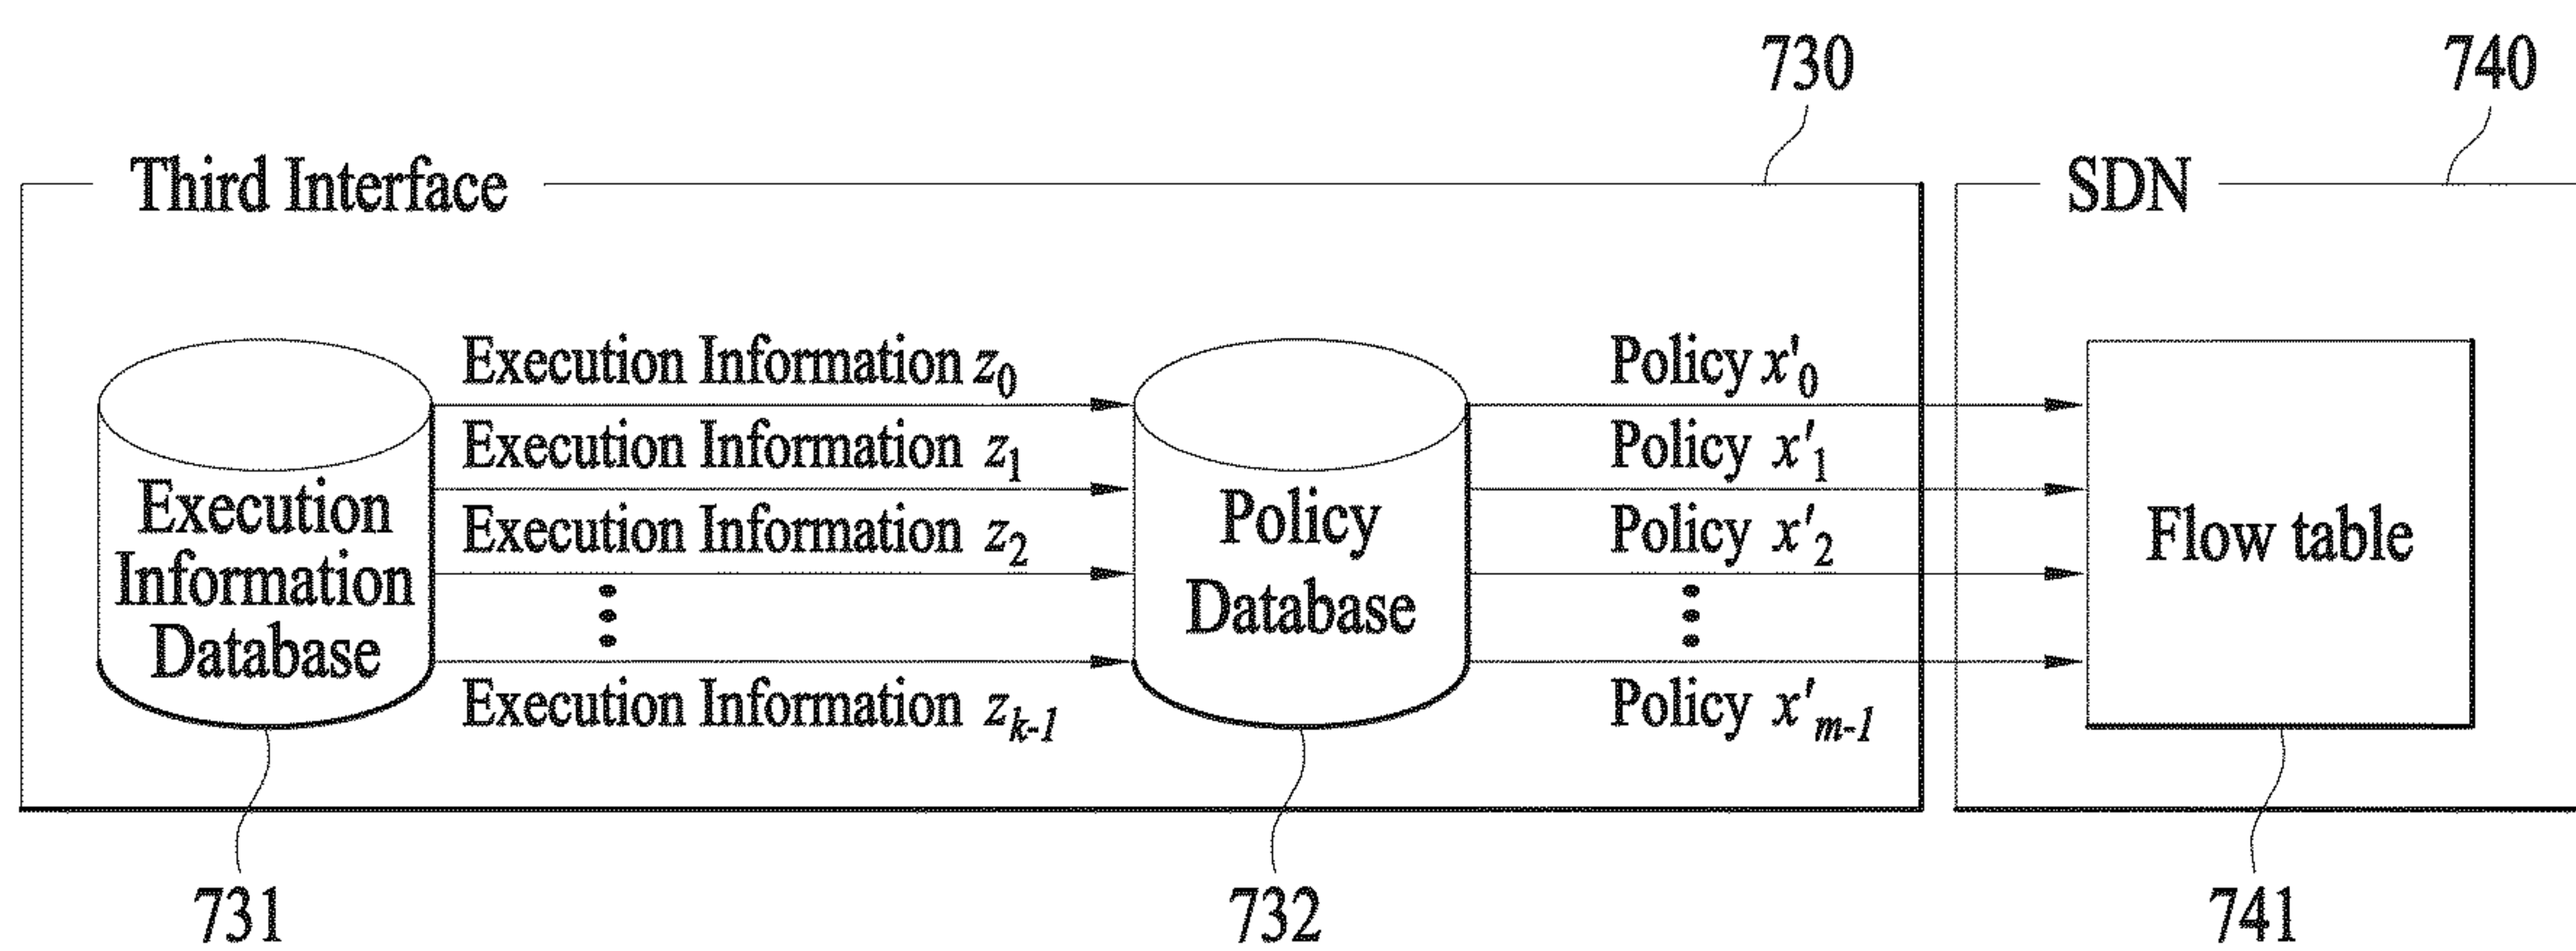 730
740
Third Interface
SDN
Execution Information z0
Execution Information z1
Execution Information z2
Execution Information zk-1
Execution
Information
Database
Policy
Database
Policy x'0
Policy x'1
Policy x'2
Policy x'm-1
Flow table
731
732
741